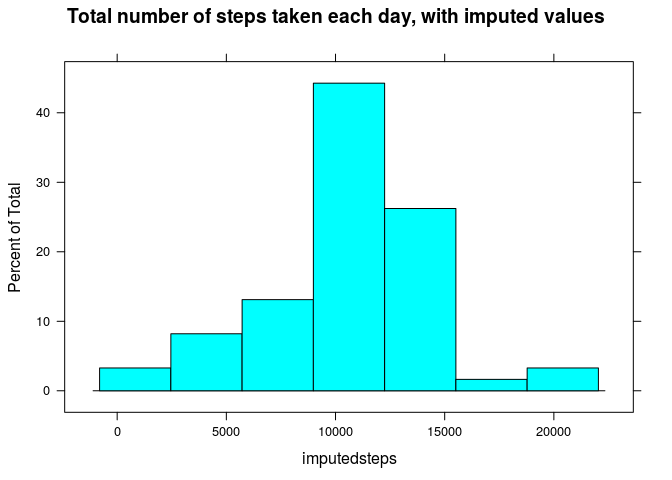 Total number of steps taken each day, with imputed values
Percent of Total
40
30
20
10
0
0 5000 10000 15000 20000
imputedsteps